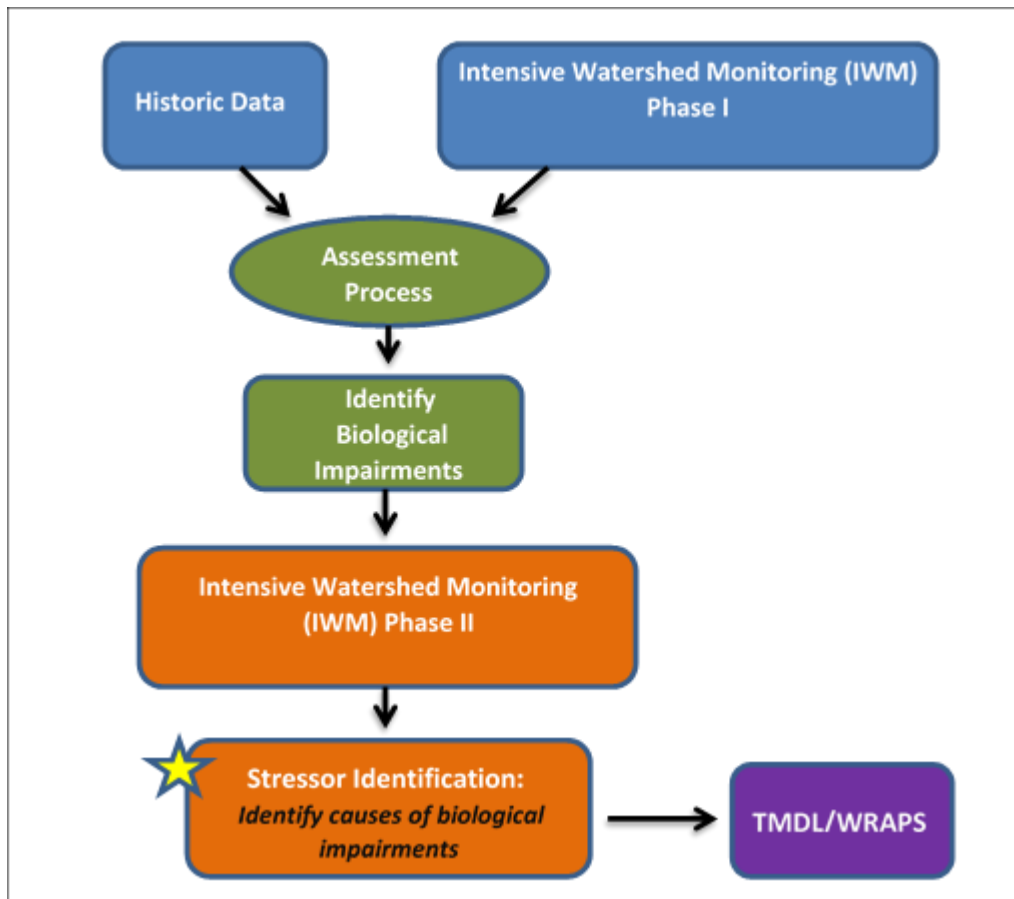 Historic Data
Intensive Watershed Monitoring (IWM)
Phase I
Assessment
Process
Identify
Biological
Impairments
Intensive Watershed Monitoring
(IWM) Phase II
Stressor Identification:
Identify causes of biological
impairments
TMDL/WRAPS